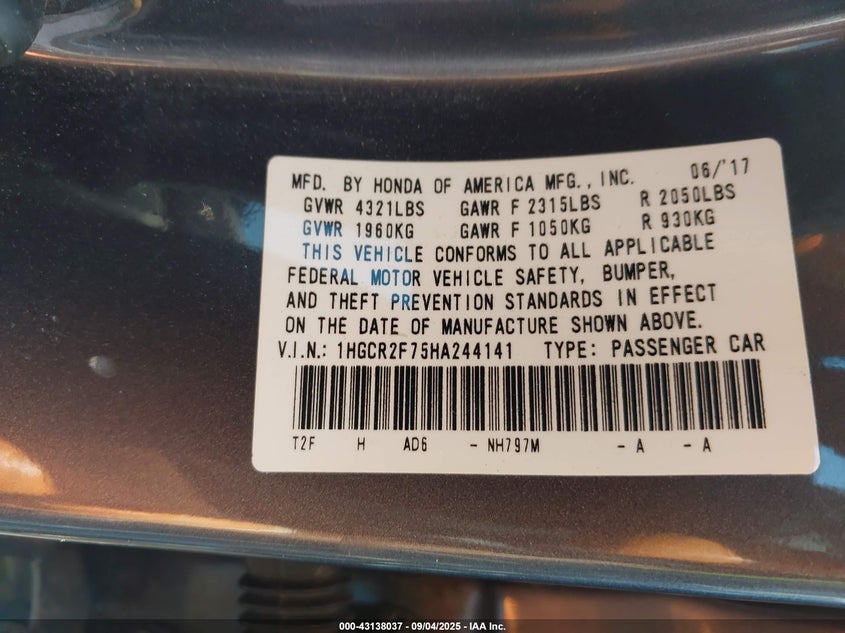 MFD. BY HONDA OF AMERICA MFG., INC. 06/'17
GVWR 4321LBS GAWR F 2315LBS R 2050LBS
GVWR 1960KG GAWR F 1050KG R 930KG
THIS VEHICLE CONFORMS TO ALL APPLICABLE
FEDERAL MOTOR VEHICLE SAFETY, BUMPER,
AND THEFT PREVENTION STANDARDS IN EFFECT
ON THE DATE OF MANUFACTURE SHOWN ABOVE.
V.I.N.: 1HGCR2F75HA244141 TYPE: PASSENGER CAR
T2F H AD6 - NH797M - A - A
000-43138037 - 09/04/2025 - IAA Inc.